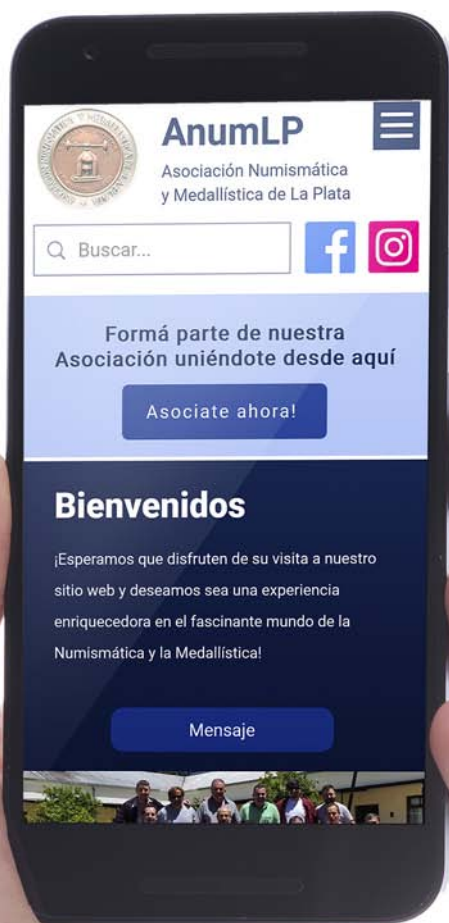 AnumLP
Asociación Numismática
y Medallística de La Plata
Buscar...
Formá parte de nuestra
Asociación uniéndote desde aquí
Asociate ahora!
Bienvenidos
¡Esperamos que disfruten de su visita a nuestro
sitio web y deseamos sea una experiencia
enriquecedora en el fascinante mundo de la
Numismática y la Medallística!
Mensaje